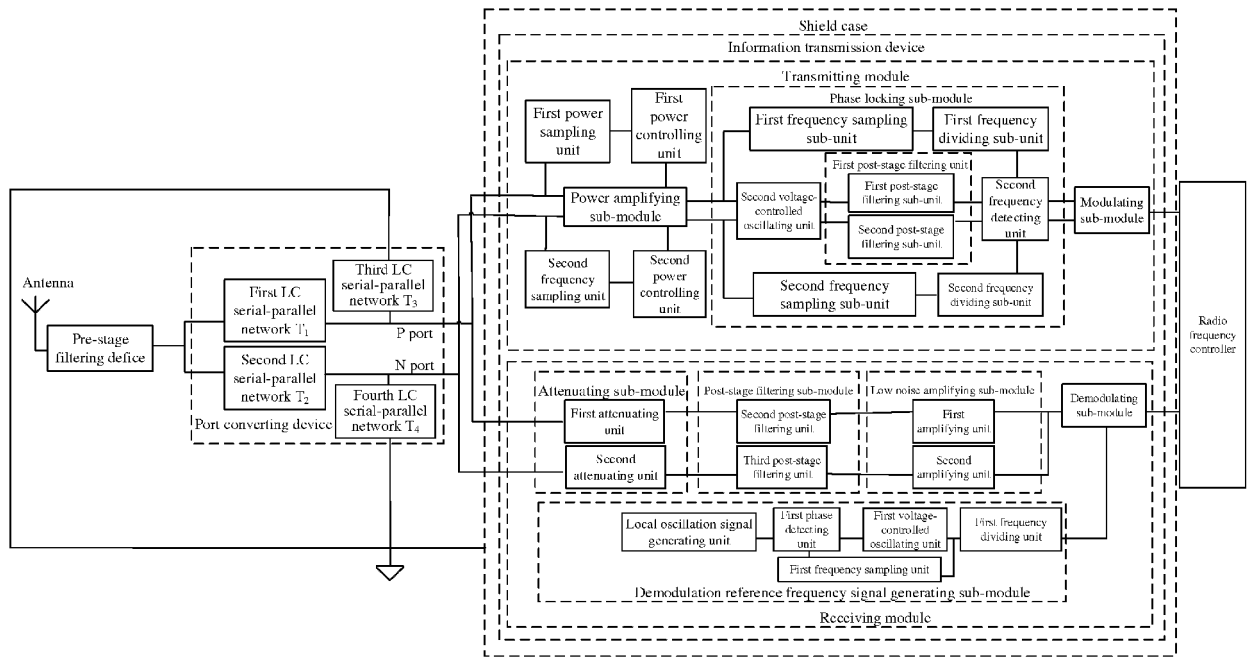 Shield case
Information transmission device
Transmitting module
First power
sampling
unit
First
power
controlling
unit
Phase locking sub-module
First frequency sampling
sub-unit
First frequency
dividing sub-unit
First post-stage filtering unit
Power amplifying
sub-module
Second voltage-
controlled
oscillating unit
First post-stage
filtering sub-unit
Second post-stage
filtering sub-unit
Second
frequency
detecting
unit
Modulating
sub-module
Second
frequency
sampling unit
Second
power
controlling
unit
Second frequency
sampling sub-unit
Second frequency
dividing sub-unit
Antenna
Pre-stage
filtering defice
First LC
serial-parallel
network T1
Third LC
serial-parallel
network T3
P port
Second LC
serial-parallel
network T2
N port
Fourth LC
serial-parallel
network T4
Port converting device
Radio
frequency
controller
Attenuating sub-module
First attenuating
unit
Second
attenuating unit
Post-stage filtering sub-module
Second post-stage
filtering unit
Third post-stage
filtering unit
Low noise amplifying sub-module
First
amplifying unit
Second
amplifying unit
Demodulating
sub-module
Local oscillation signal
generating unit
First phase
detecting
unit
First voltage-
controlled
oscillating unit
First frequency
dividing unit
First frequency sampling unit
Demodulation reference frequency signal generating sub-module
Receiving module